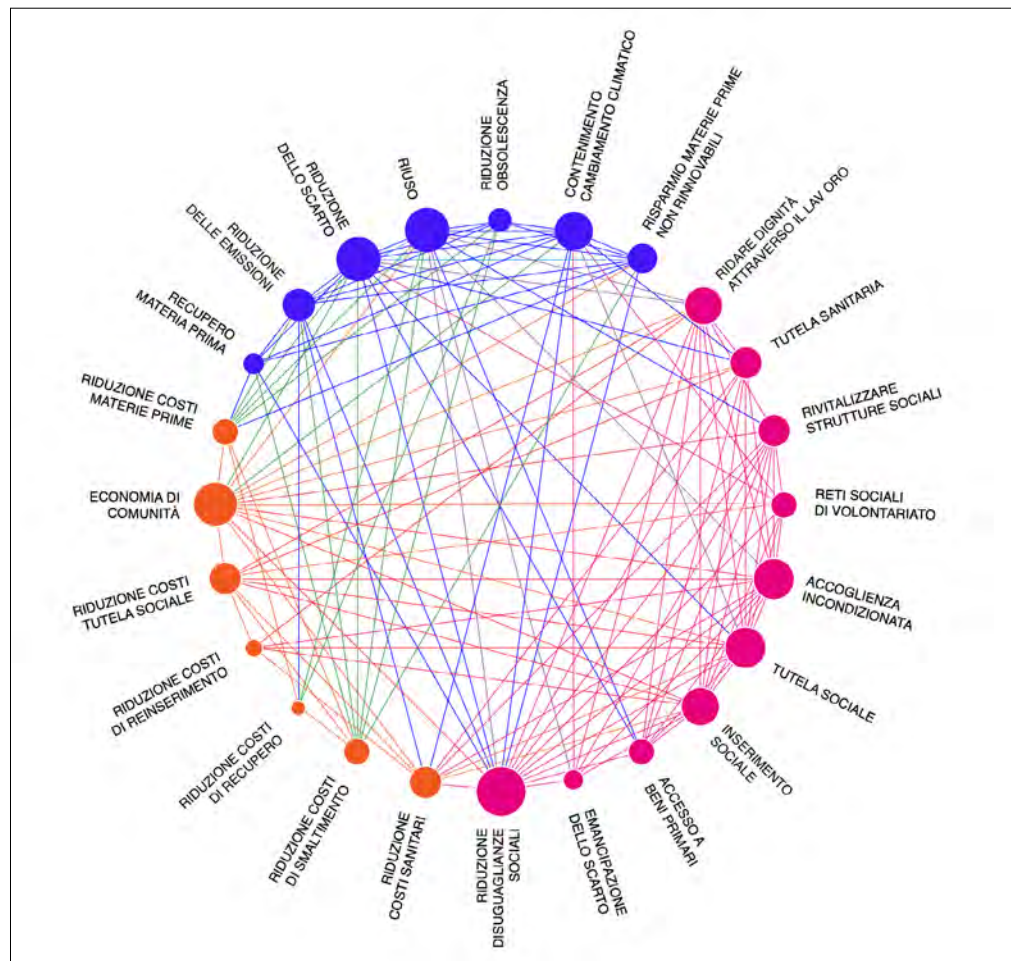 RIDUZIONE
OBSOLESCENZA
CONTENIMENTO
CAMBIAMENTO CLIMATICO
RISPARMIO MATERIE PRIME
NON RINNOVABILI
RIDARE DIGNITÀ
ATTRAVERSO IL LAV ORO
TUTELA SANITARIA
RIVITALIZZARE
STRUTTURE SOCIALI
RETI SOCIALI
DI VOLONTARIATO
ACCOGLIENZA
INCONDIZIONATA
TUTELA SOCIALE
INSERIMENTO
SOCIALE
ACCESSO A
BENI PRIMARI
EMANCIPAZIONE
DELLO SCARTO
RIDUZIONE
DISUGUAGLIANZE
SOCIALI
RIDUZIONE
COSTI SANITARI
RIDUZIONE COSTI
DI SMALTIMENTO
RIDUZIONE COSTI
DI RECUPERO
RIDUZIONE COSTI
DI REINSERIMENTO
RIDUZIONE COSTI
TUTELA SOCIALE
ECONOMIA DI
COMUNITÀ
RIDUZIONE COSTI
MATERIE PRIME
RECUPERO
MATERIA PRIMA
RIDUZIONE
DELLE EMISSIONI
RIDUZIONE
DELLO SCARTO
RIUSO